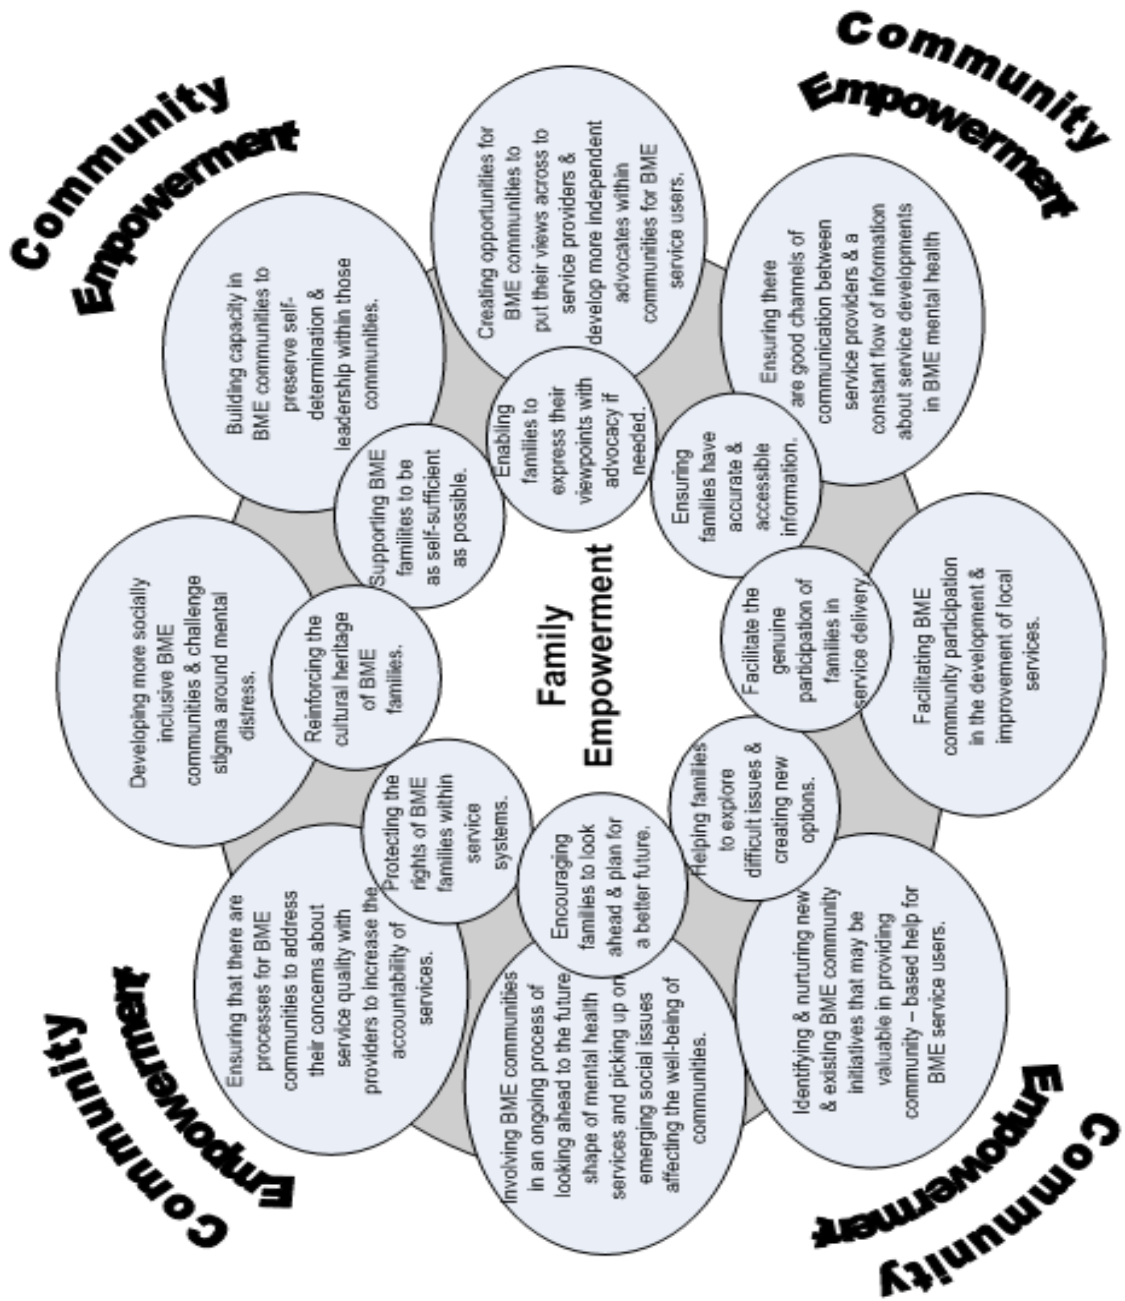 Community
Empowerment
Community
Empowerment
Developing more socially
inclusive BME
communities & challenge
stigma around mental
distress.
Building capacity in
BME communities to
preserve self-
determination &
leadership within those
communities.
Creating opportunities for
BME communities to
put their views across to
service providers &
develop more independent
advocates within
communities for BME
service users.
Ensuring there
are good channels of
communication between
service providers & a
constant flow of information
about service developments
in BME mental health
Facilitating BME
community participation
in the development &
improvement of local
services.
Identifying & nurturing new
& existing BME community
initiatives that may be
valuable in providing
community – based help for
BME service users.
Involving BME communities
in an ongoing process of
looking ahead to the future
shape of mental health
services and picking up on
emerging social issues
affecting the well-being of
communities.
Ensuring that there are
processes for BME
communities to address
their concerns about
service quality with
providers to increase the
accountability of
services.
Reinforcing the
cultural heritage
of BME
families.
Supporting BME
familites to be
as self-sufficient
as possible.
Enabling
families to
express their
viewpoints with
advocacy if
needed.
Ensuring
families have
accurate &
accessible
information.
Facilitate the
genuine
participation of
families in
service delivery
Helping families
to explore
difficult issues &
creating new
options.
Encouraging
families to look
ahead & plan for
a better future.
Protecting the
rights of BME
families within
service
systems.
Family
Empowerment
Community
Empowerment
Community
Empowerment